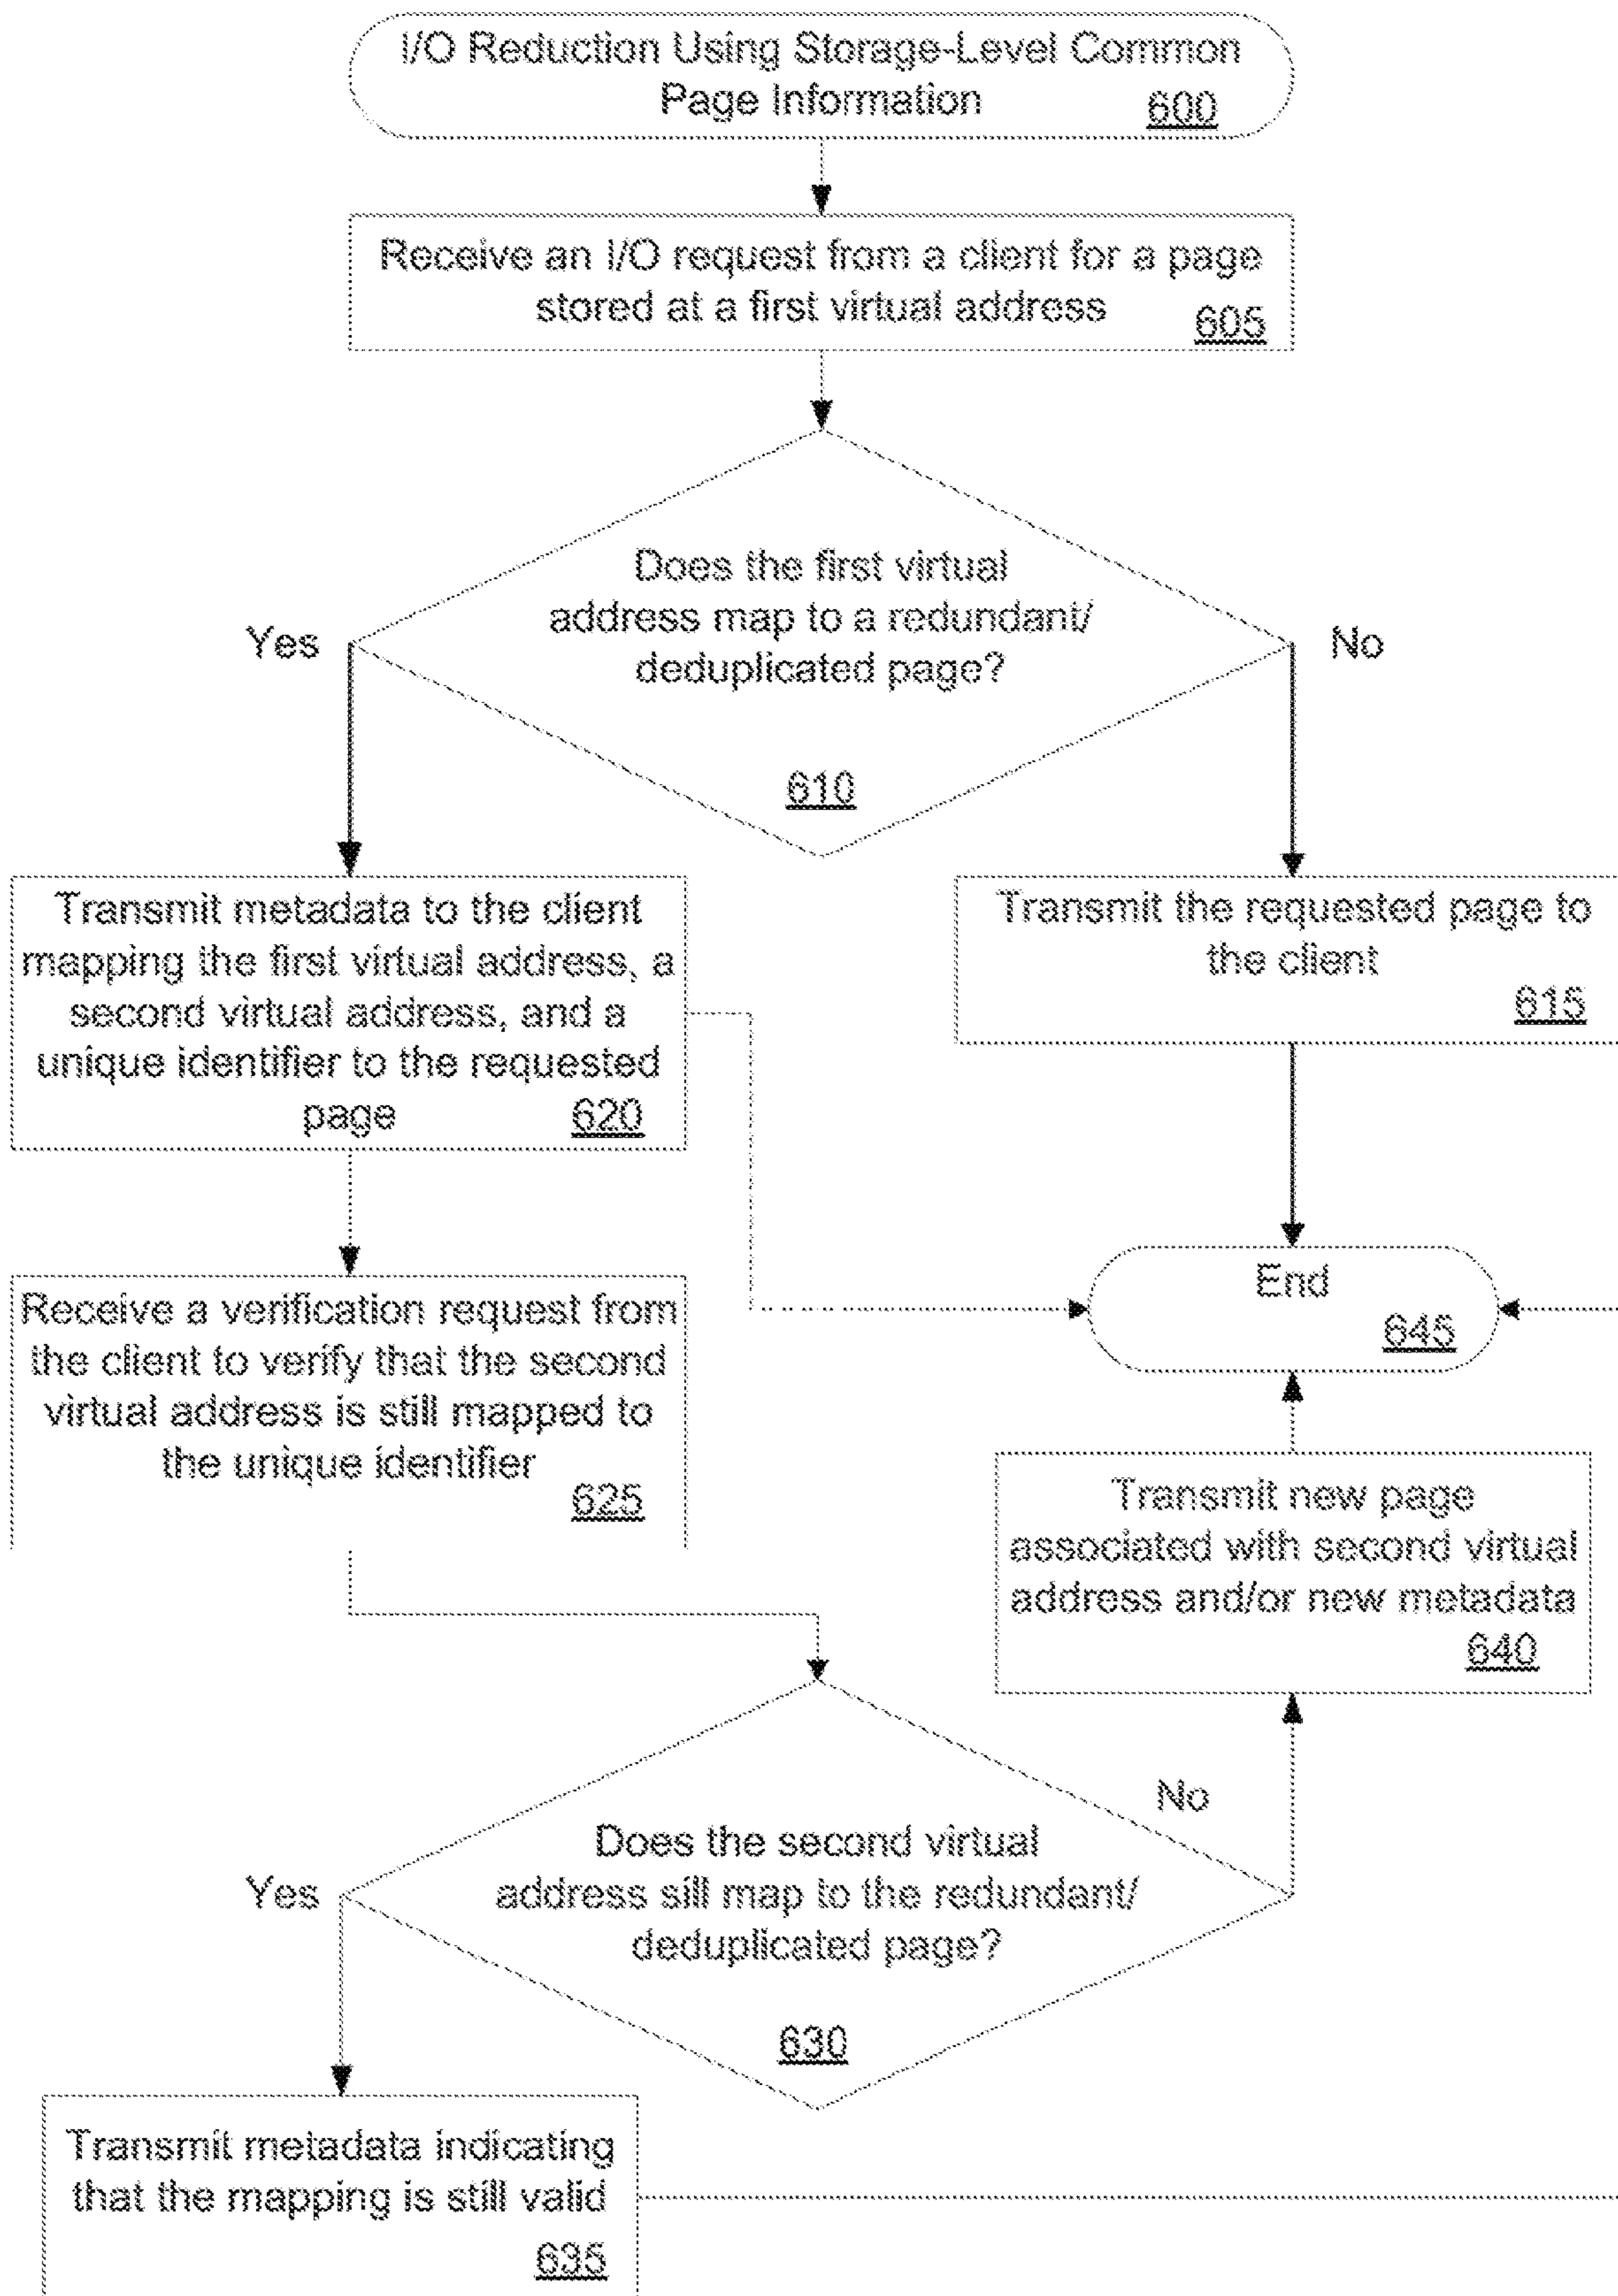 I/O Reduction Using Storage-Level Common
Page Information
600
Receive an I/O request from a client for a page
stored at a first virtual address
605
Does the first virtual
address map to a redundant/
deduplicated page?
610
Yes
No
Transmit metadata to the client
mapping the first virtual address, a
second virtual address, and a
unique identifier to the requested
page
620
Transmit the requested page to
the client
615
Receive a verification request from
the client to verify that the second
virtual address is still mapped to
the unique identifier
625
End
645
Transmit new page
associated with second virtual
address and/or new metadata
640
Does the second virtual
address sill map to the redundant/
deduplicated page?
630
Yes
No
Transmit metadata indicating
that the mapping is still valid
635